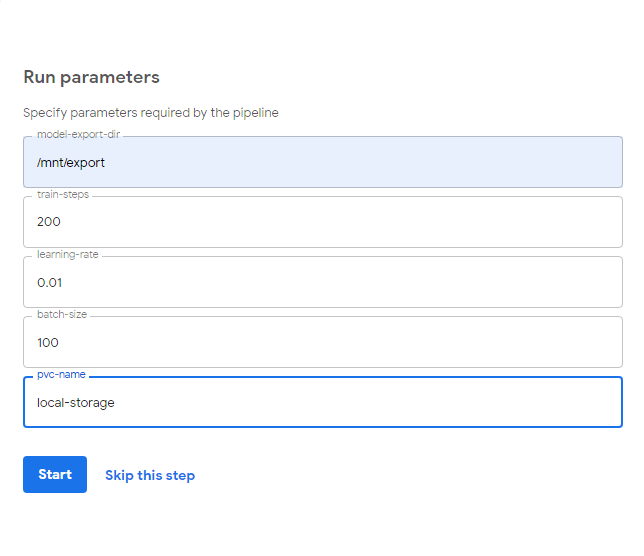 Run parameters
Specify parameters required by the pipeline
model-export-dir
/mnt/export
train-steps
200
learning-rate
0.01
batch-size
100
pvc-name
local-storage
Start Skip this step